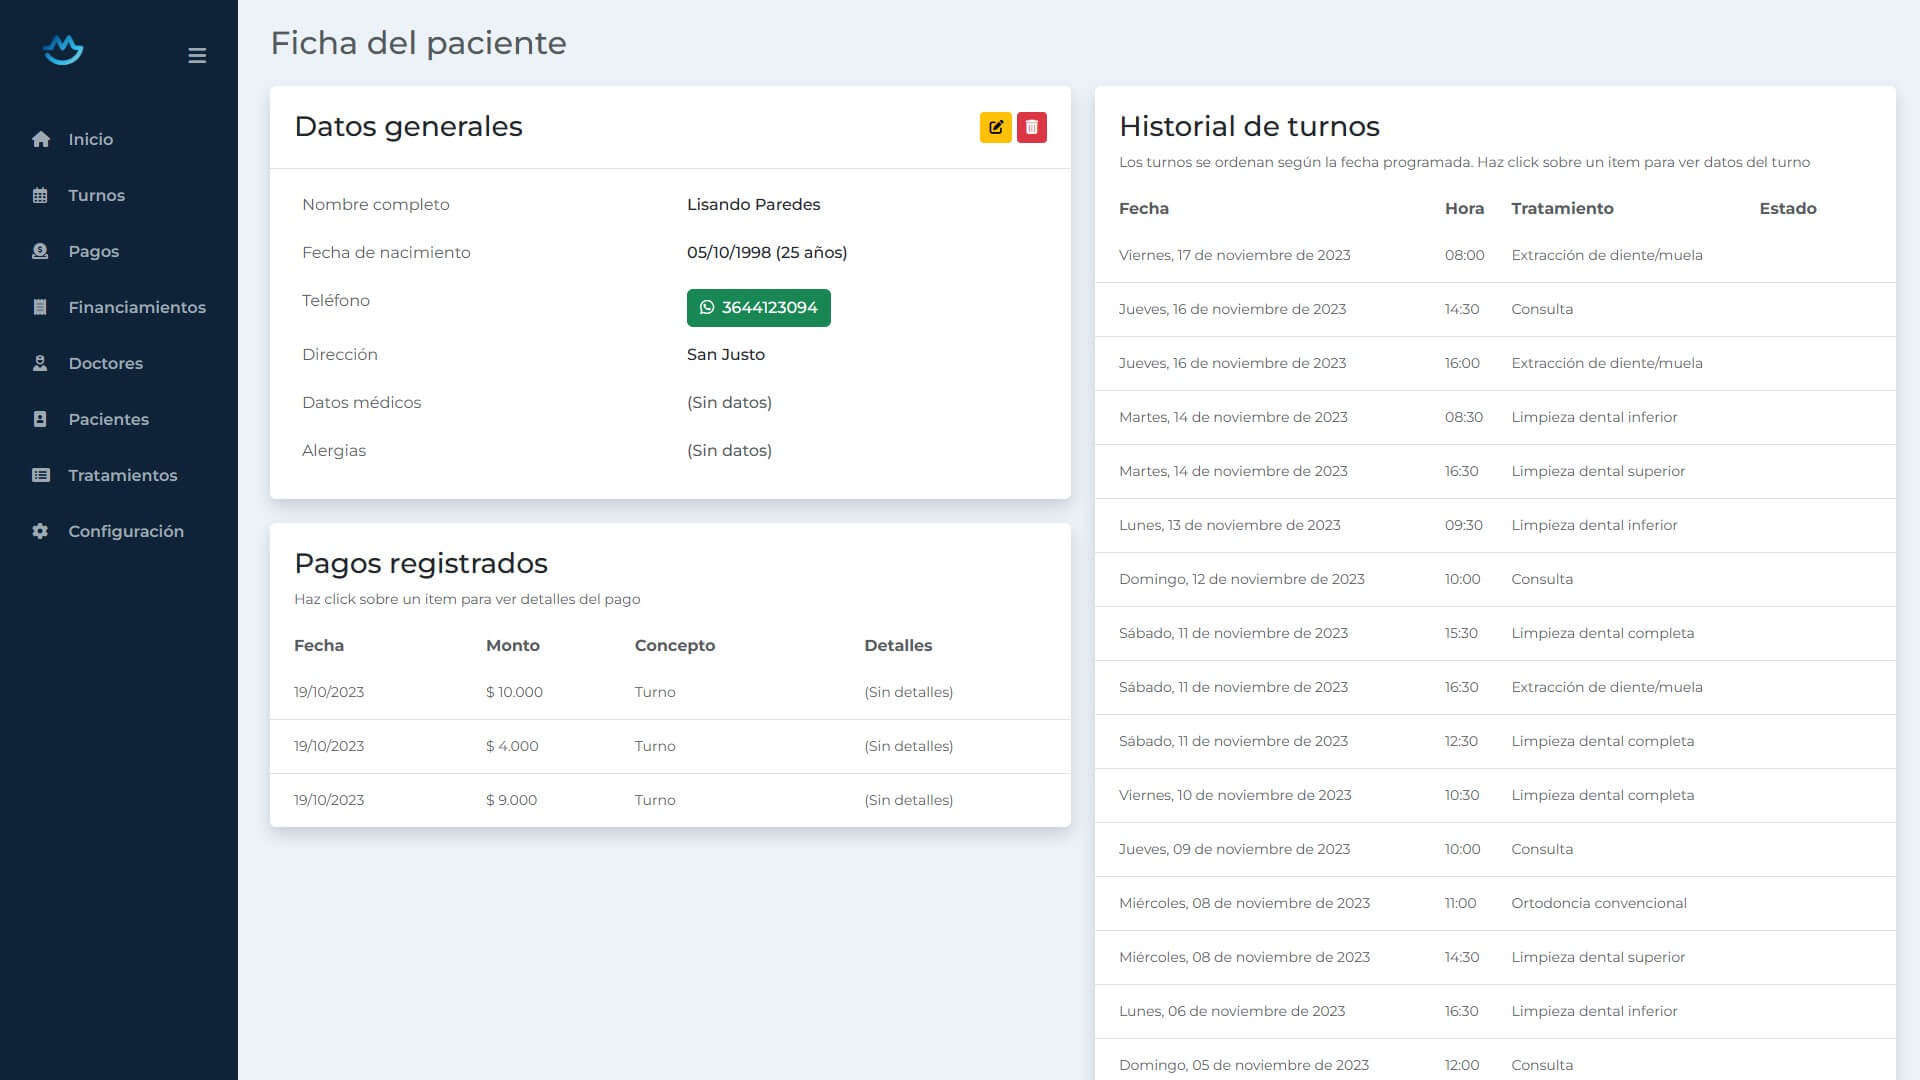 Inicio
Turnos
Pagos
Financiamientos
Doctores
Pacientes
Tratamientos
Configuración
Ficha del paciente
Datos generales
Nombre completo Lisando Paredes
Fecha de nacimiento 05/10/1998 (25 años)
Teléfono 3644123094
Dirección San Justo
Datos médicos (Sin datos)
Alergias (Sin datos)
Pagos registrados
Haz click sobre un item para ver detalles del pago
Fecha Monto Concepto Detalles
19/10/2023 $ 10.000 Turno (Sin detalles)
19/10/2023 $ 4.000 Turno (Sin detalles)
19/10/2023 $ 9.000 Turno (Sin detalles)
Historial de turnos
Los turnos se ordenan según la fecha programada. Haz click sobre un item para ver datos del turno
Fecha Hora Tratamiento Estado
Viernes, 17 de noviembre de 2023 08:00 Extracción de diente/muela
Jueves, 16 de noviembre de 2023 14:30 Consulta
Jueves, 16 de noviembre de 2023 16:00 Extracción de diente/muela
Martes, 14 de noviembre de 2023 08:30 Limpieza dental inferior
Martes, 14 de noviembre de 2023 16:30 Limpieza dental superior
Lunes, 13 de noviembre de 2023 09:30 Limpieza dental inferior
Domingo, 12 de noviembre de 2023 10:00 Consulta
Sábado, 11 de noviembre de 2023 15:30 Limpieza dental completa
Sábado, 11 de noviembre de 2023 16:30 Extracción de diente/muela
Sábado, 11 de noviembre de 2023 12:30 Limpieza dental completa
Viernes, 10 de noviembre de 2023 10:30 Limpieza dental completa
Jueves, 09 de noviembre de 2023 10:00 Consulta
Miércoles, 08 de noviembre de 2023 11:00 Ortodoncia convencional
Miércoles, 08 de noviembre de 2023 14:30 Limpieza dental superior
Lunes, 06 de noviembre de 2023 16:30 Limpieza dental inferior
Domingo, 05 de noviembre de 2023 12:00 Consulta